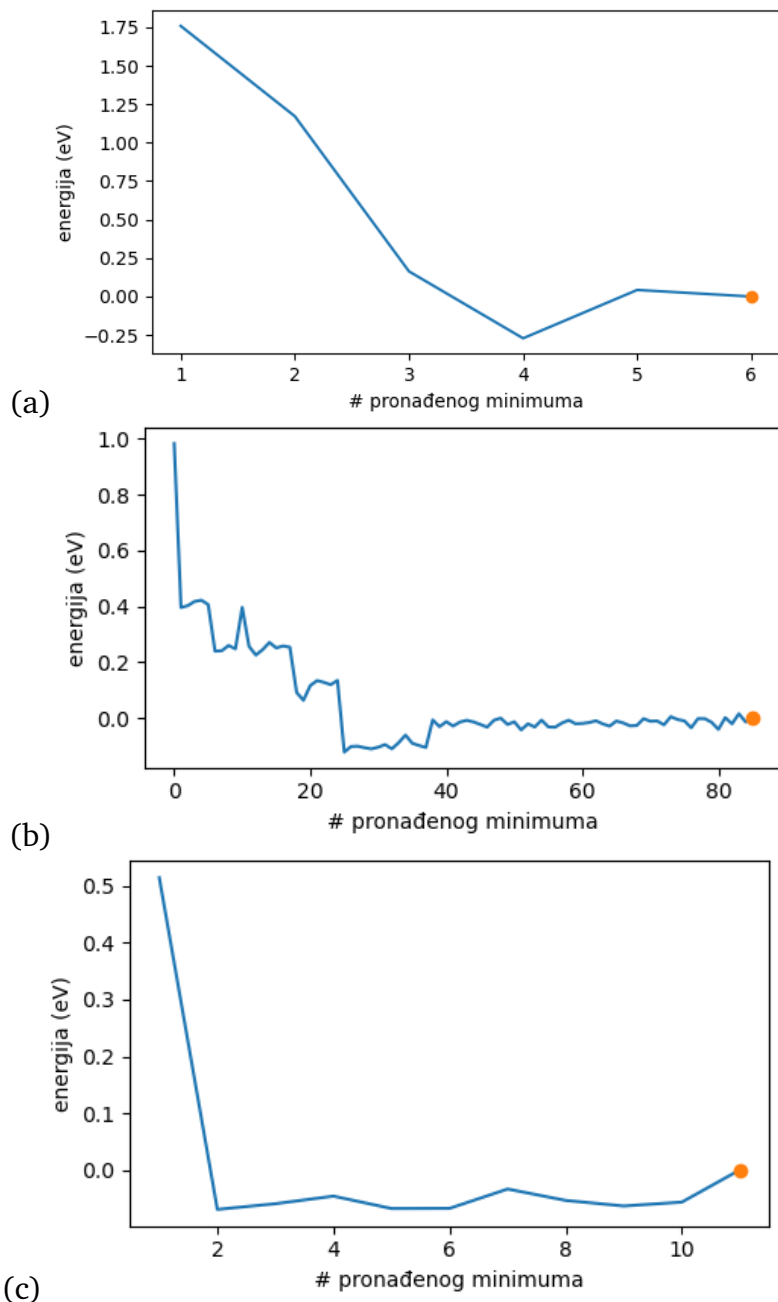 1.75
1.50
1.25
1.00
0.75
0.50
0.25
0.00
−0.25
energija (eV)
1 2 3 4 5 6
# pronađenog minimuma
(a)
1.0
0.8
0.6
0.4
0.2
0.0
energija (eV)
0 20 40 60 80
# pronađenog minimuma
(b)
0.5
0.4
0.3
0.2
0.1
0.0
energija (eV)
2 4 6 8 10
# pronađenog minimuma
(c)